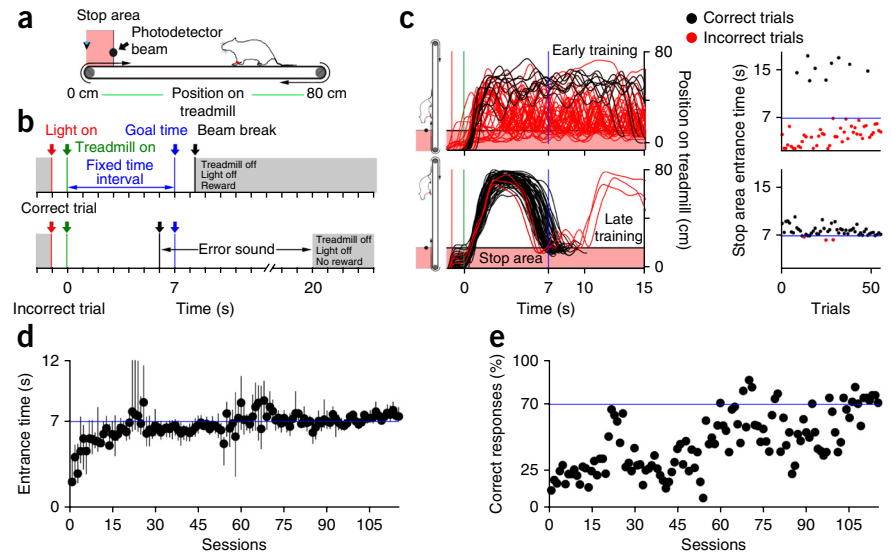 a
Stop area
Photodetector
beam
0 cm
Position on
treadmill
80 cm
b
Light on
Goal time
Beam break
Treadmill on
Fixed time
interval
Treadmill off
Light off
Reward
Correct trial
Error sound
Treadmill off
Light off
No reward
0
7
20
Incorrect trial
Time (s)
c
Correct trials
Incorrect trials
Early training
80
0
Late
training
Stop area
80
0
Position on treadmill (cm)
0
7
10
15
Time (s)
15
7
15
7
Stop area entrance time (s)
0
50
Trials
d
Entrance time (s)
12
7
0
0
15
30
45
60
75
90
105
Sessions
e
Correct responses (%)
100
70
25
0
0
15
30
45
60
75
90
105
Sessions